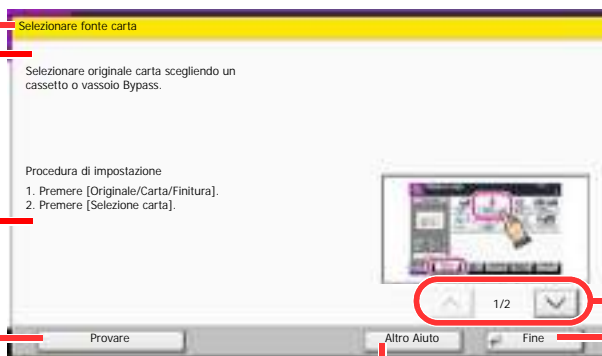 Selezionare fonte carta
Selezionare originale carta scegliendo un
cassetto o vassoio Bypass.
Procedura di impostazione
1. Premere [Originale/Carta/Finitura].
2. Premere [Selezione carta].
1/2
Provare
Altro Aiuto
Fine